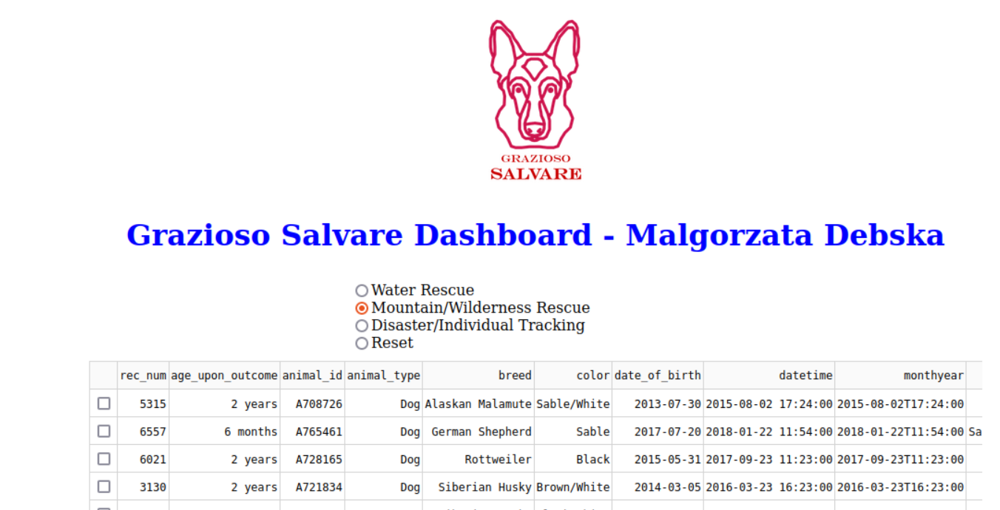 GRAZIOSO
SALVARE
Grazioso Salvare Dashboard - Malgorzata Debska
Water Rescue
Mountain/Wilderness Rescue
Disaster/Individual Tracking
Reset
rec_num age_upon_outcome animal_id animal_type breed color date_of_birth datetime monthyear
5315 2 years A708726 Dog Alaskan Malamute Sable/White 2013-07-30 2015-08-02 17:24:00 2015-08-02T17:24:00
6557 6 months A765461 Dog German Shepherd Sable 2017-07-20 2018-01-22 11:54:00 2018-01-22T11:54:00 Sa
6021 2 years A728165 Dog Rottweiler Black 2015-05-31 2017-09-23 11:23:00 2017-09-23T11:23:00
3130 2 years A721834 Dog Siberian Husky Brown/White 2014-03-05 2016-03-23 16:23:00 2016-03-23T16:23:00